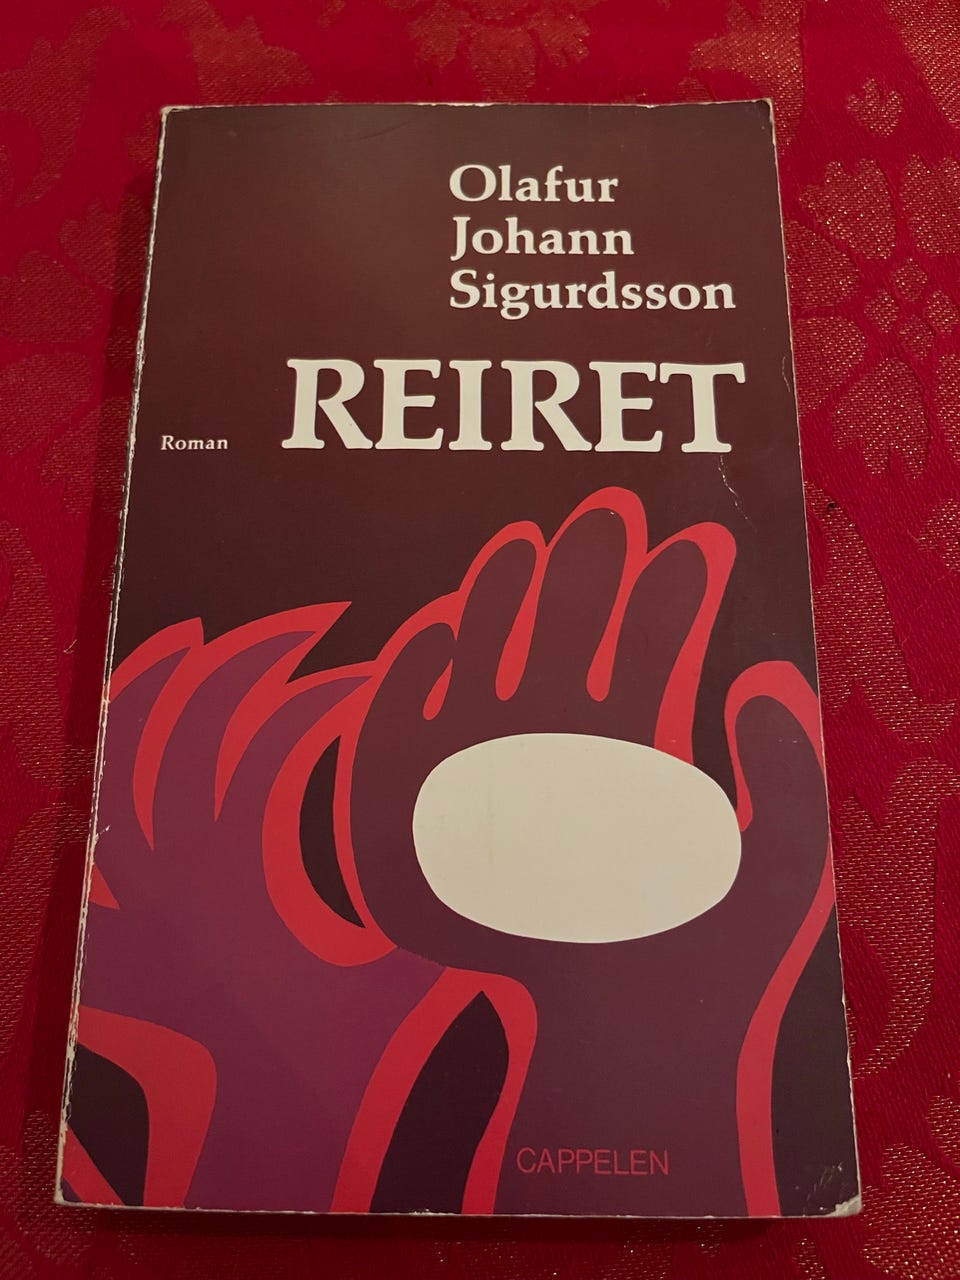 Olafur
Johann
Sigurdsson
REIRET
Roman
CAPPELEN